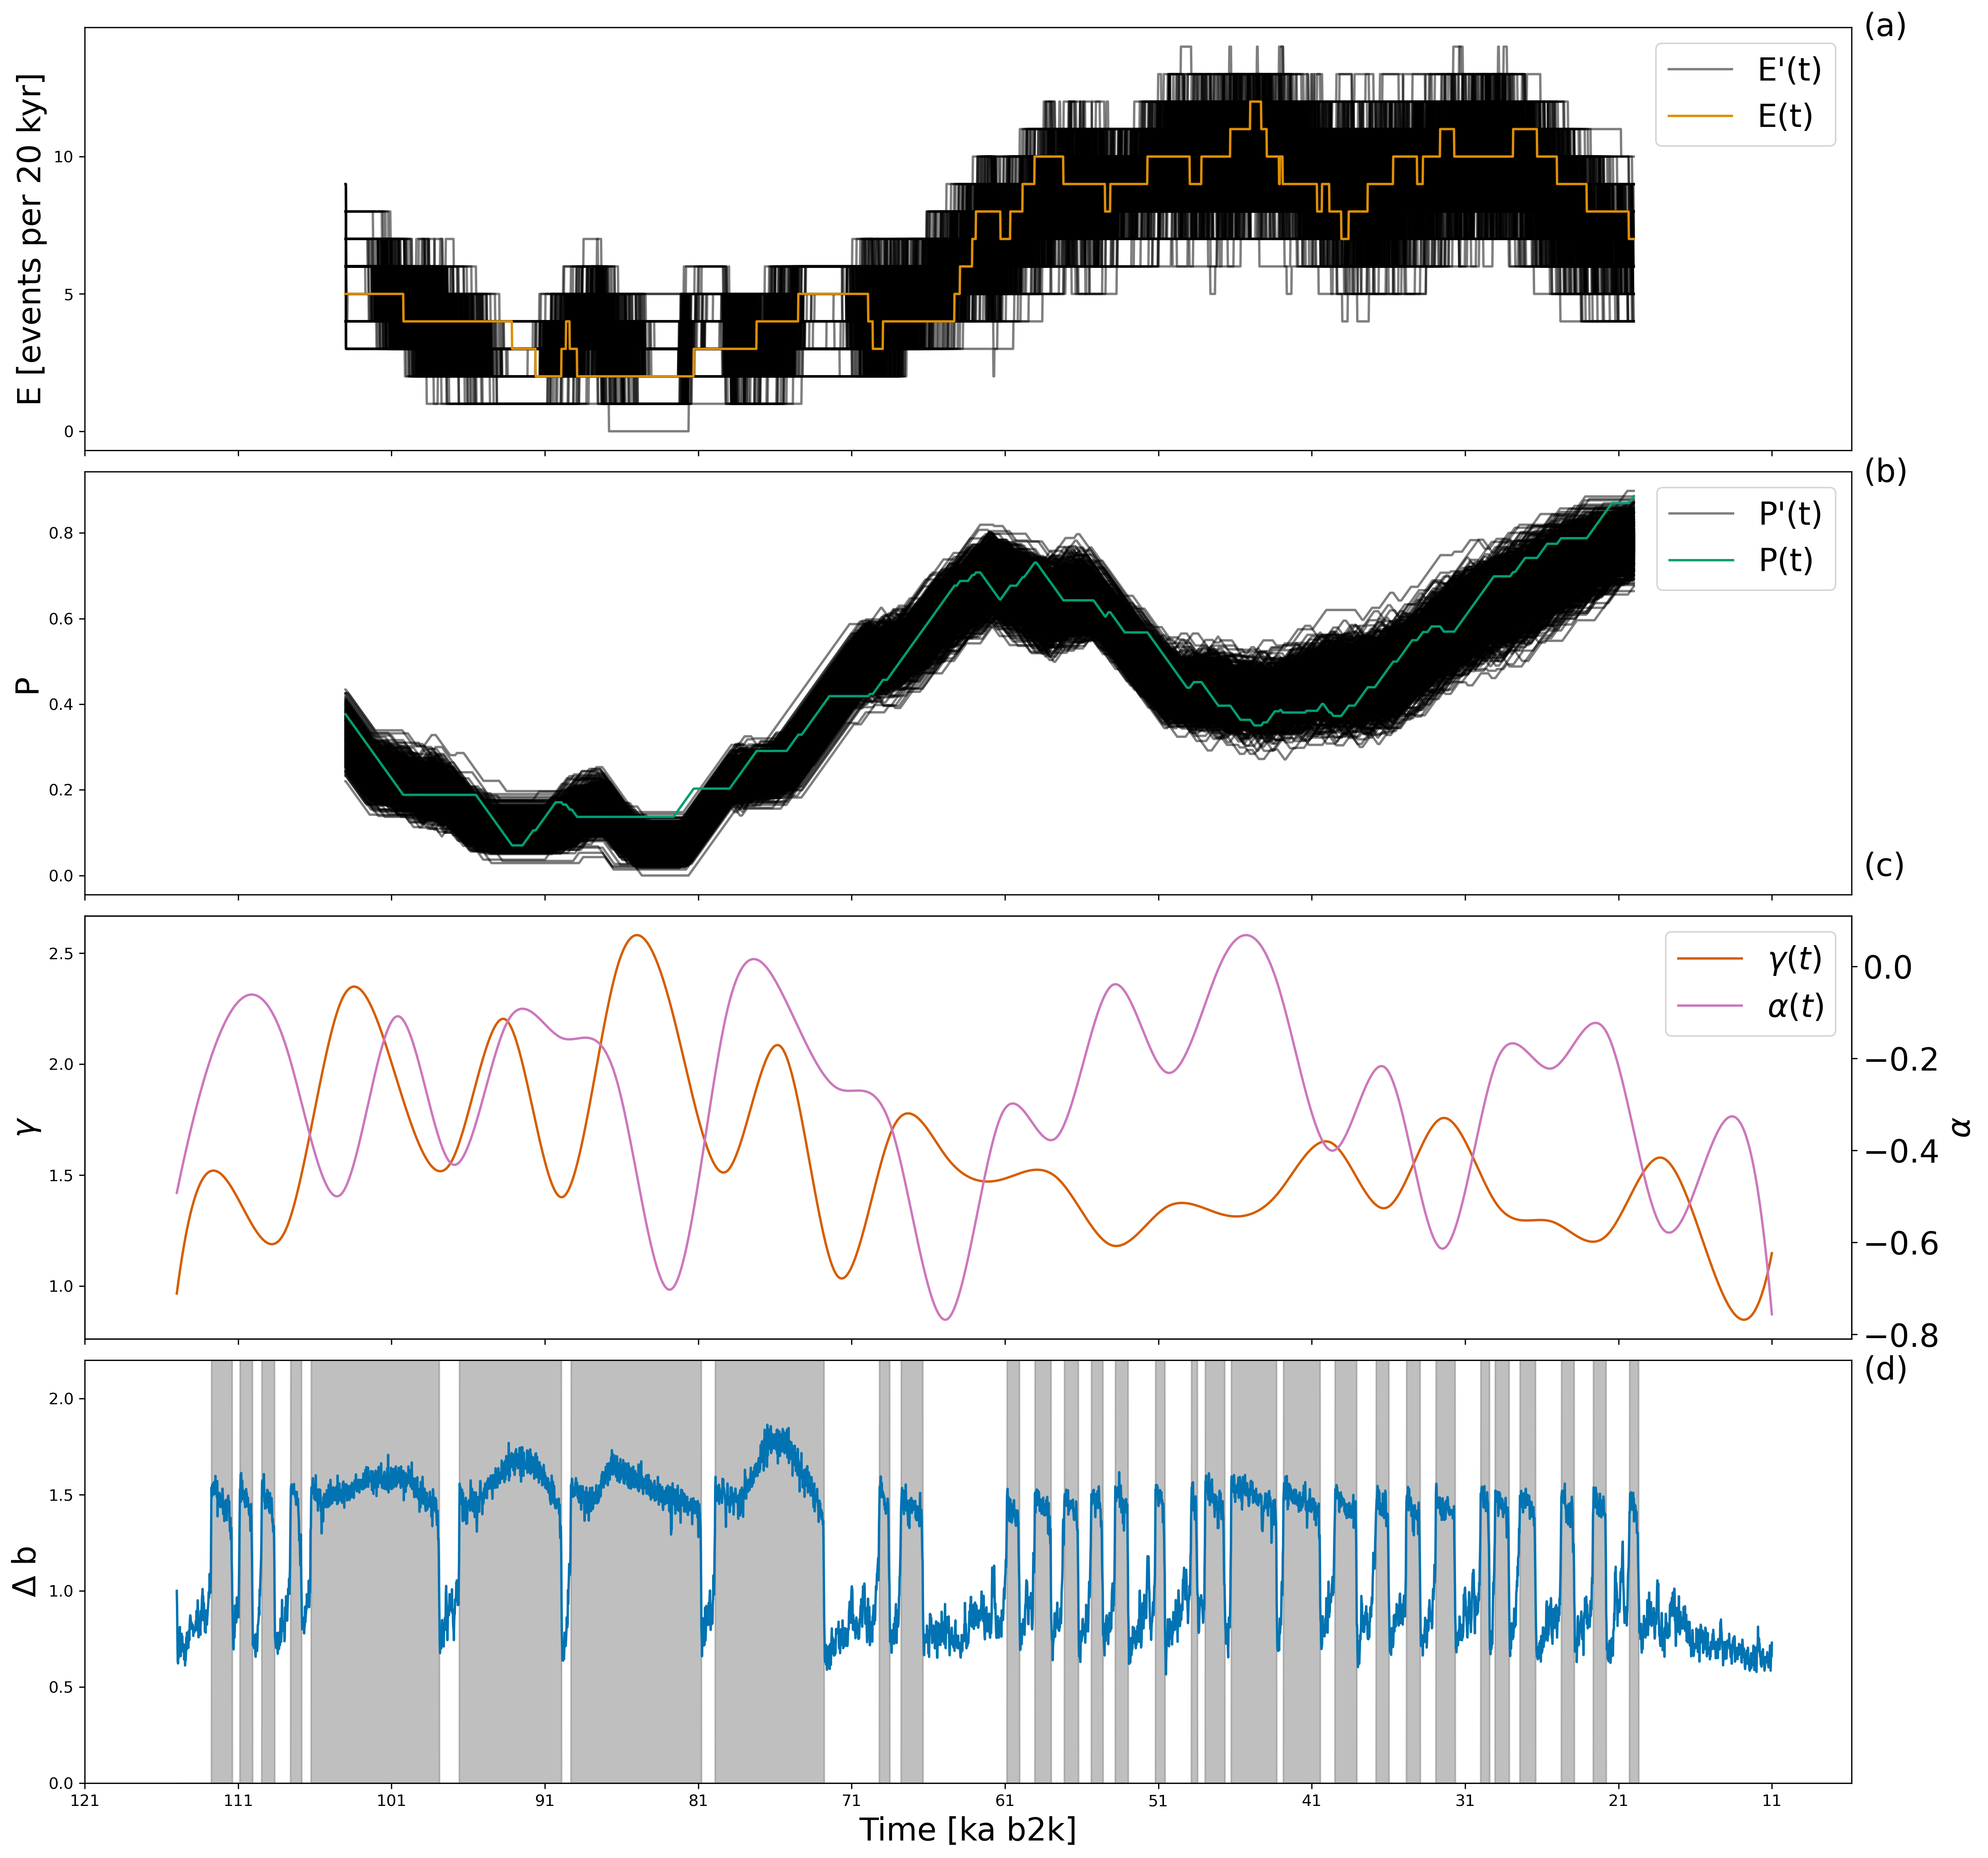 (a)
E [events per 20 kyr]
10
5
0
E'(t)
E(t)
(b)
P
0.8
0.6
0.4
0.2
0.0
P'(t)
P(t)
(c)
γ
2.5
2.0
1.5
1.0
γ(t)
α(t)
0.0
−0.2
−0.4
−0.6
−0.8
α
(d)
Δ b
2.0
1.5
1.0
0.5
0.0
121 111 101 91 81 71 61 51 41 31 21 11
Time [ka b2k]